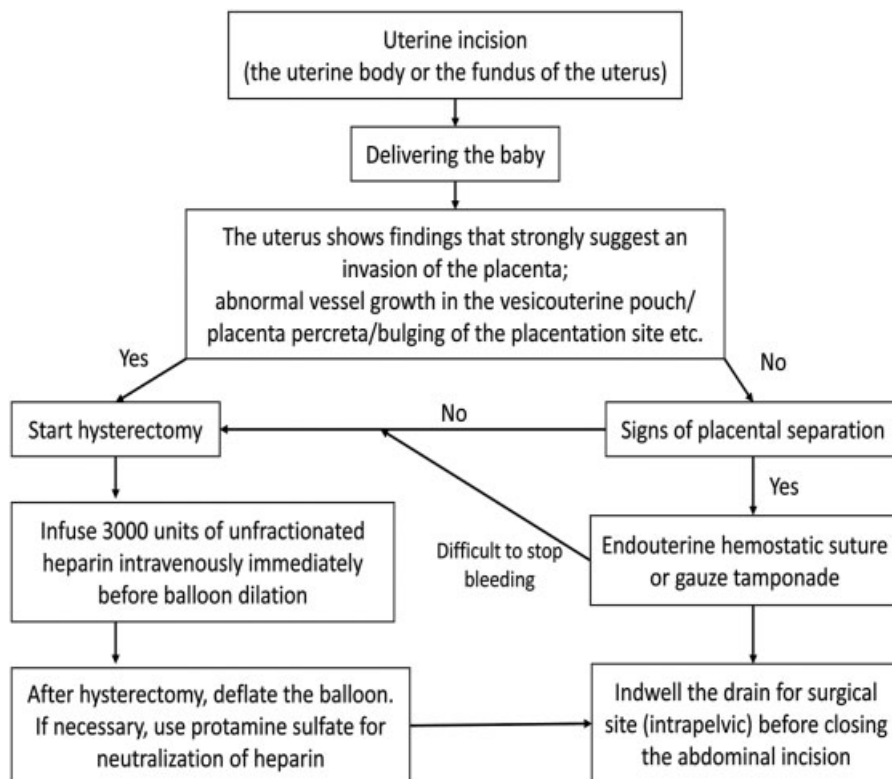 Uterine incision
(the uterine body or the fundus of the uterus)
Delivering the baby
The uterus shows findings that strongly suggest an
invasion of the placenta;
abnormal vessel growth in the vesicouterine pouch/
placenta percreta/bulging of the placentation site etc.
Yes
No
Start hysterectomy
No
Signs of placental separation
Yes
Infuse 3000 units of unfractionated
heparin intravenously immediately
before balloon dilation
Difficult to stop
bleeding
Endouterine hemostatic suture
or gauze tamponade
After hysterectomy, deflate the balloon.
If necessary, use protamine sulfate for
neutralization of heparin
Indwell the drain for surgical
site (intrapelvic) before closing
the abdominal incision